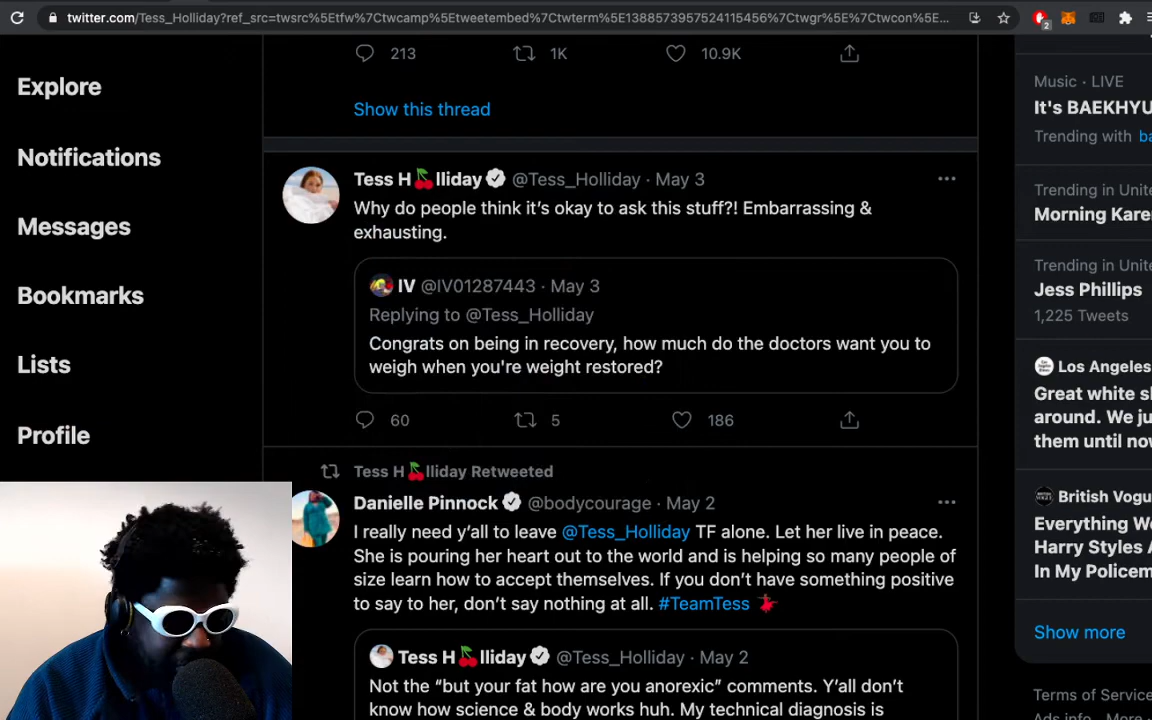 twitter.com/Tess_Holliday?ref_src=twsrc%5Etfw%7Ctwcamp%5Etweetembed%7Ctwterm%5E1388573957524115456%7Ctwgr%5E%7Ctwcon%5E...
2
Explore
Notifications
Messages
Bookmarks
Lists
Profile
213 1K 10.9K
Show this thread
Tess H🍒lliday @Tess_Holliday · May 3
Why do people think it's okay to ask this stuff?! Embarrassing &
exhausting.
IV @IV01287443 · May 3
Replying to @Tess_Holliday
Congrats on being in recovery, how much do the doctors want you to
weigh when you're weight restored?
60 5 186
Tess H🍒lliday Retweeted
Danielle Pinnock @bodycourage · May 2
I really need y'all to leave @Tess_Holliday TF alone. Let her live in peace.
She is pouring her heart out to the world and is helping so many people of
size learn how to accept themselves. If you don't have something positive
to say to her, don't say nothing at all. #TeamTess 💃
Tess H🍒lliday @Tess_Holliday · May 2
Not the "but your fat how are you anorexic" comments. Y'all don't
know how science & body works huh. My technical diagnosis is
Music · LIVE
It's BAEKHYU
Trending with ba
Trending in Unite
Morning Kare
Trending in Unite
Jess Phillips
1,225 Tweets
Los Angeles
Great white s
around. We ju
them until now
British Vogu
Everything We
Harry Styles A
In My Policem
Show more
Terms of Service
Ads info More